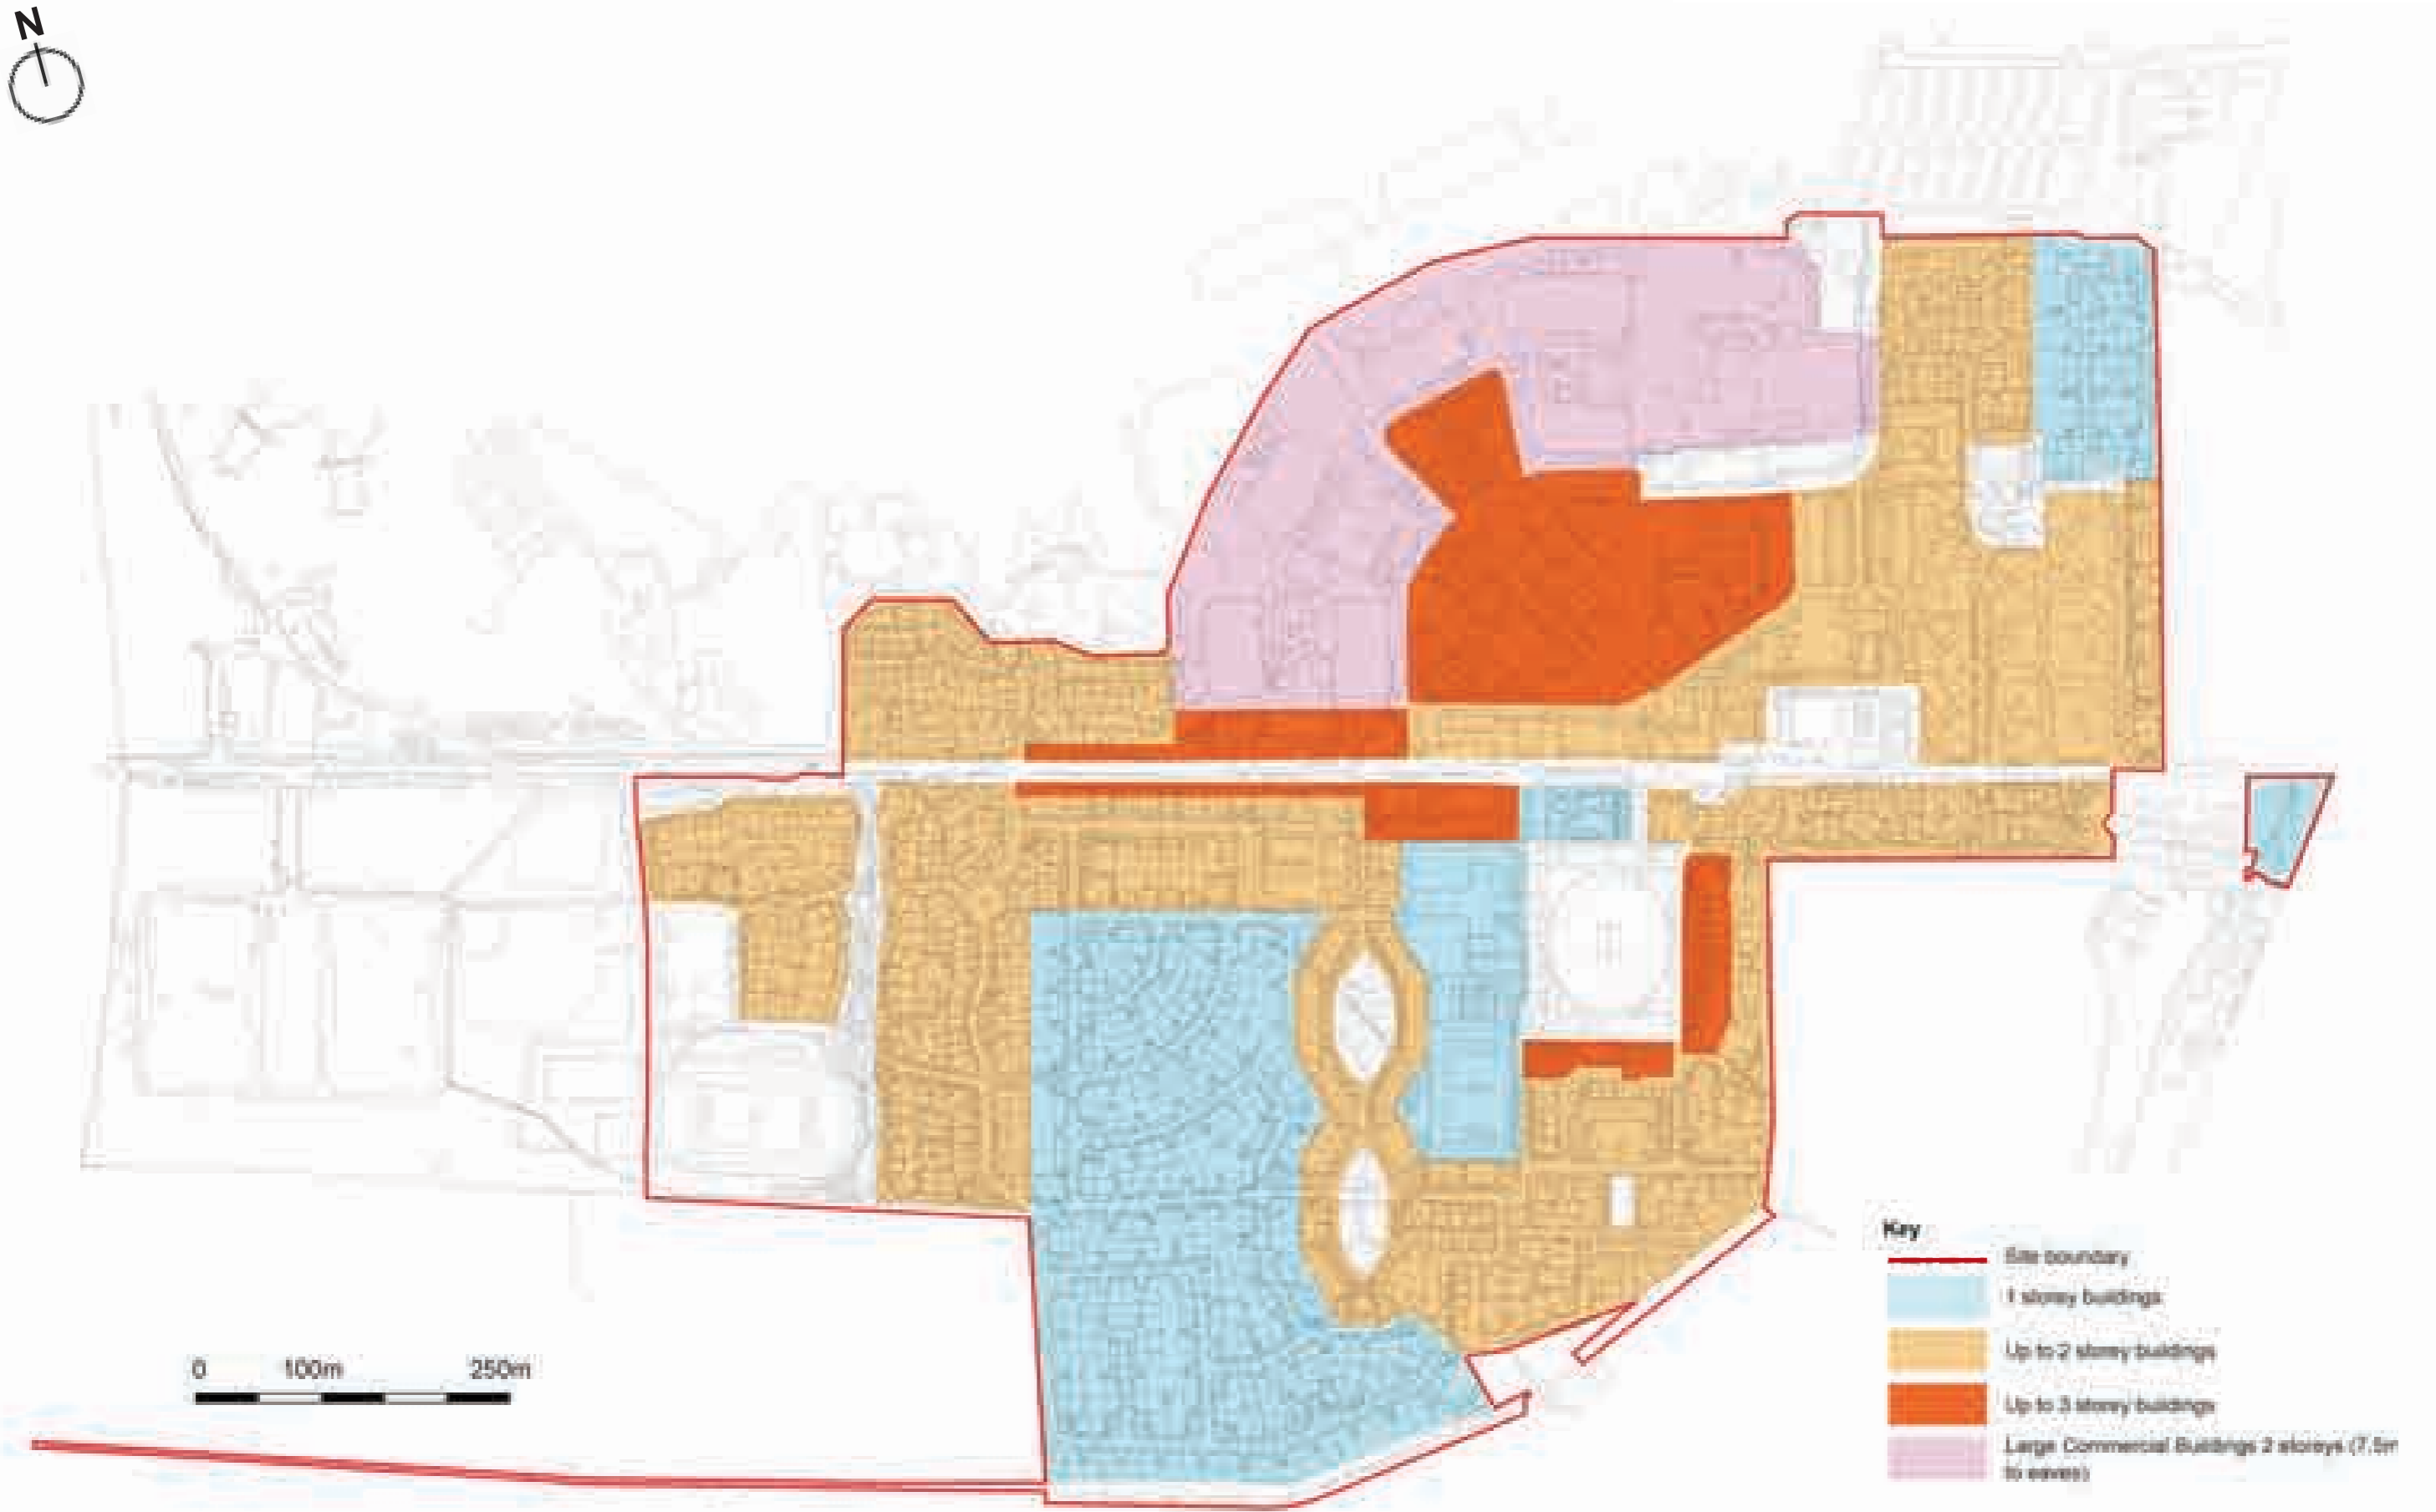 N
Key
Site boundary
1 storey buildings
Up to 2 storey buildings
Up to 3 storey buildings
Large Commercial Buildings 2 storeys (7.5m
to eaves)
0 100m 250m